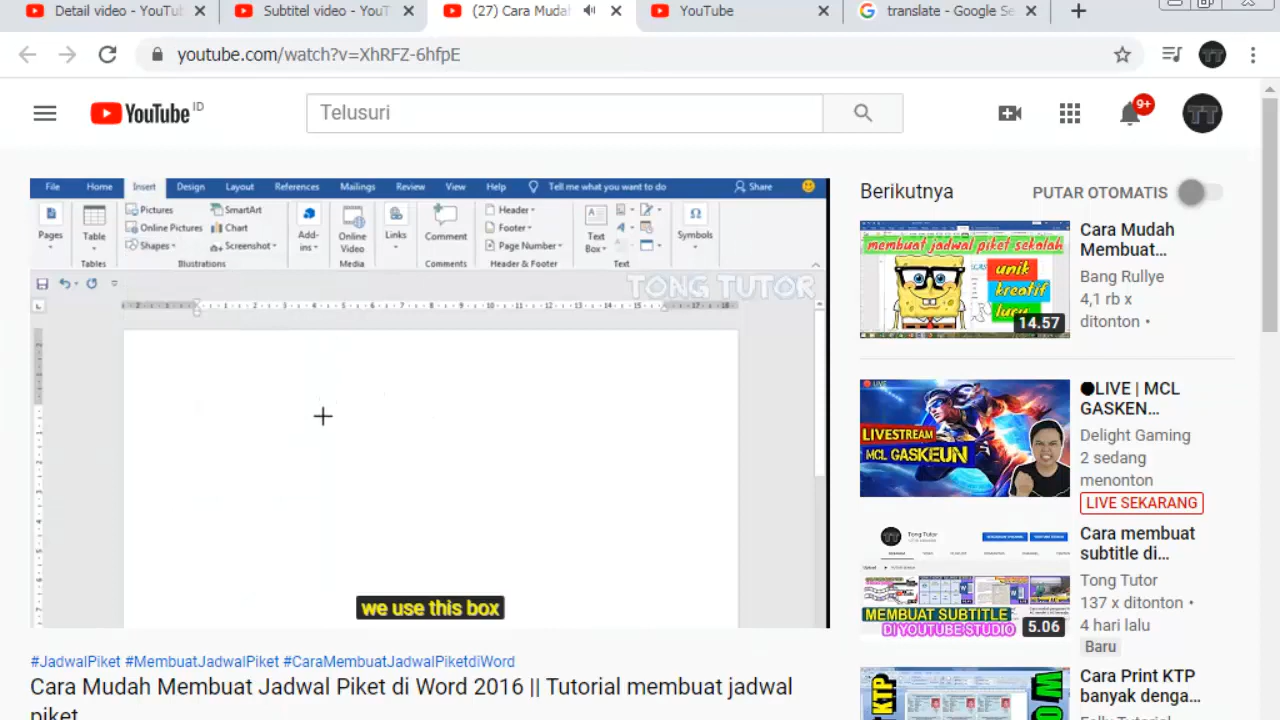 Detail video - YouTub
Subtitel video - YouT
(27) Cara Mudah
YouTube
translate - Google Se
youtube.com/watch?v=XhRFZ-6hfpE
YouTube ID
Telusuri
9+
TT
File Home Insert Design Layout References Mailings Review View Help Tell me what you want to do Share
Pages
Table
Tables
Pictures
Online Pictures
Shapes
SmartArt
Chart
Screenshot
Illustrations
Add-
ins
Online
Video
Media
Links
Comment
Comments
Header
Footer
Page Number
Header & Footer
Text
Box
Text
Symbols
TONG TUTOR
we use this box
#JadwalPiket #MembuatJadwalPiket #CaraMembuatJadwalPiketdiWord
Cara Mudah Membuat Jadwal Piket di Word 2016 || Tutorial membuat jadwal
piket
Berikutnya
PUTAR OTOMATIS
membuat jadwal piket sekolah
unik
kreatif
lucu
14.57
Cara Mudah
Membuat...
Bang Rullye
4,1 rb x
ditonton •
LIVE
LIVESTREAM
MCL GASKEUN
●LIVE | MCL
GASKEN...
Delight Gaming
2 sedang
menonton
LIVE SEKARANG
Tong Tutor
MEMBUAT SUBTITLE
DI YOUTUBE STUDIO
5.06
Cara membuat
subtitle di...
Tong Tutor
137 x ditonton •
4 hari lalu
Baru
KTP
Cara Print KTP
banyak denga...